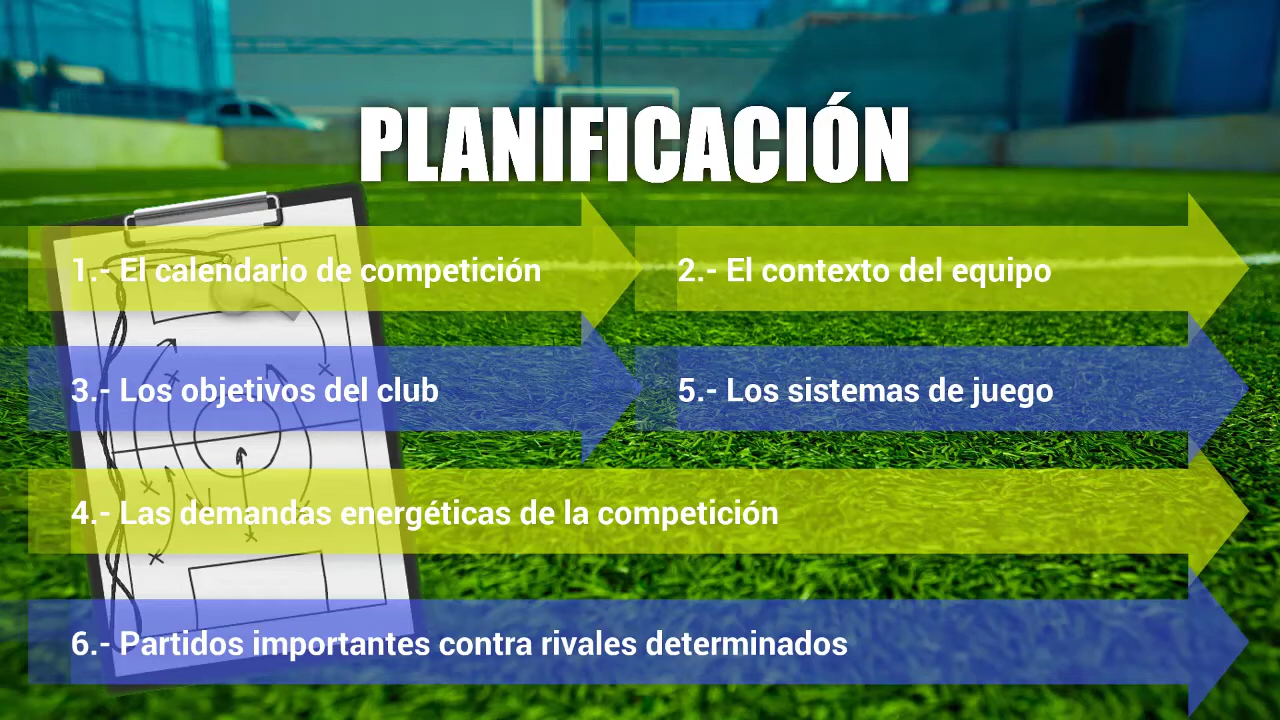 PLANIFICACIÓN
1.- El calendario de competición
2.- El contexto del equipo
3.- Los objetivos del club
5.- Los sistemas de juego
4.- Las demandas energéticas de la competición
6.- Partidos importantes contra rivales determinados